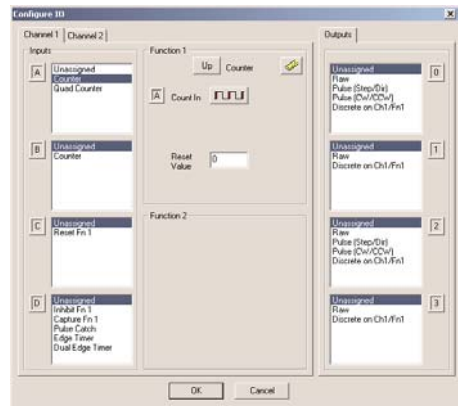 Configure IO
Channel 1
Channel 2
Inputs
A
Unassigned
Counter
Quad Counter
B
Unassigned
Counter
C
Unassigned
Reset Fn 1
D
Unassigned
Inhibit Fn 1
Capture Fn 1
Pulse Catch
Edge Timer
Dual Edge Timer
Function 1
Up
Counter
A
Count In
Reset
Value
0
Function 2
Outputs
Unassigned
Raw
Pulse (Step/Dir)
Pulse (CW/CCW)
Discrete on Ch1/Fn1
0
Unassigned
Raw
Discrete on Ch1/Fn1
1
Unassigned
Raw
Pulse (Step/Dir)
Pulse (CW/CCW)
Discrete on Ch1/Fn1
2
Unassigned
Raw
Discrete on Ch1/Fn1
3
OK
Cancel